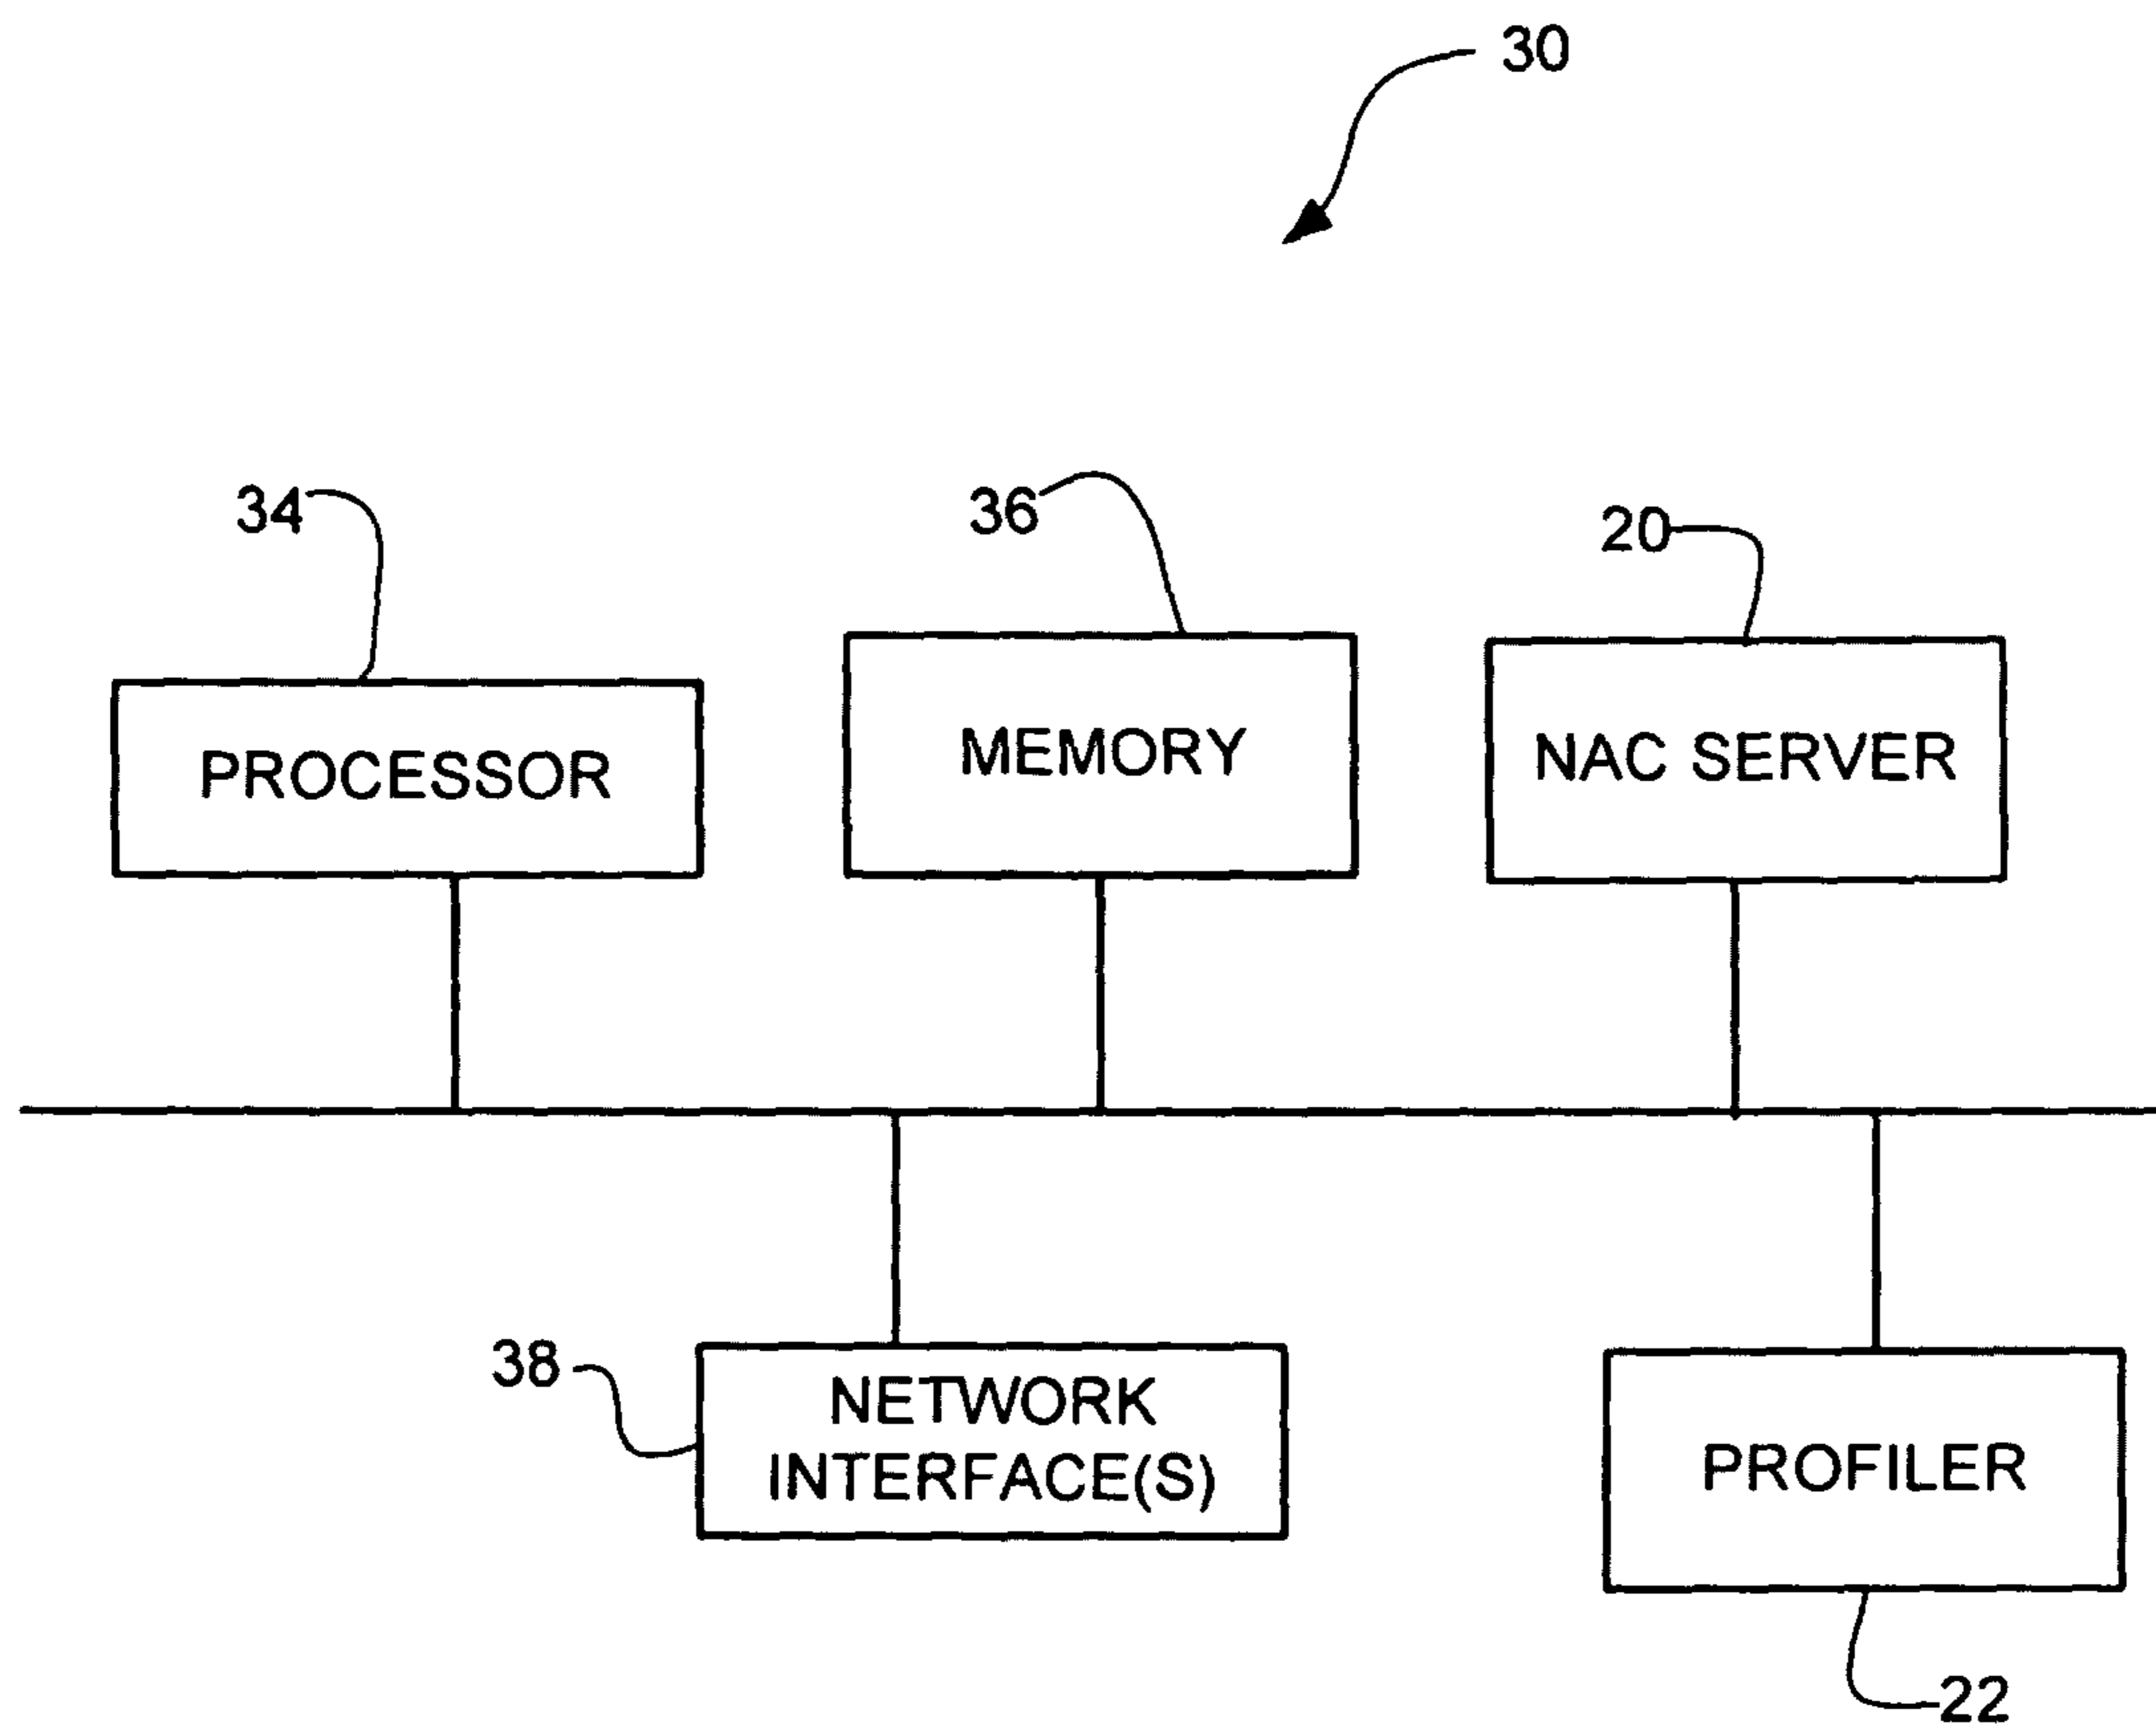 30
34
36
20
PROCESSOR
MEMORY
NAC SERVER
38
NETWORK
INTERFACE(S)
PROFILER
22